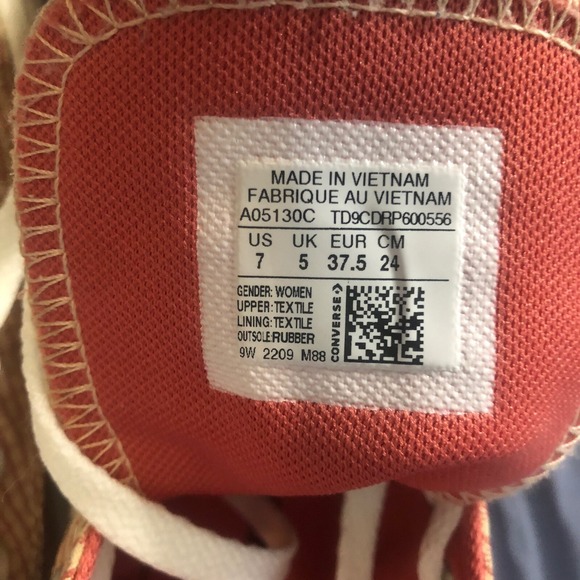 MADE IN VIETNAM
FABRIQUE AU VIETNAM
A05130C TD9CDRP600556
US UK EUR CM
7 5 37.5 24
GENDER: WOMEN
UPPER: TEXTILE
LINING: TEXTILE
OUTSOLE: RUBBER
9W 2209 M88
CONVERSE